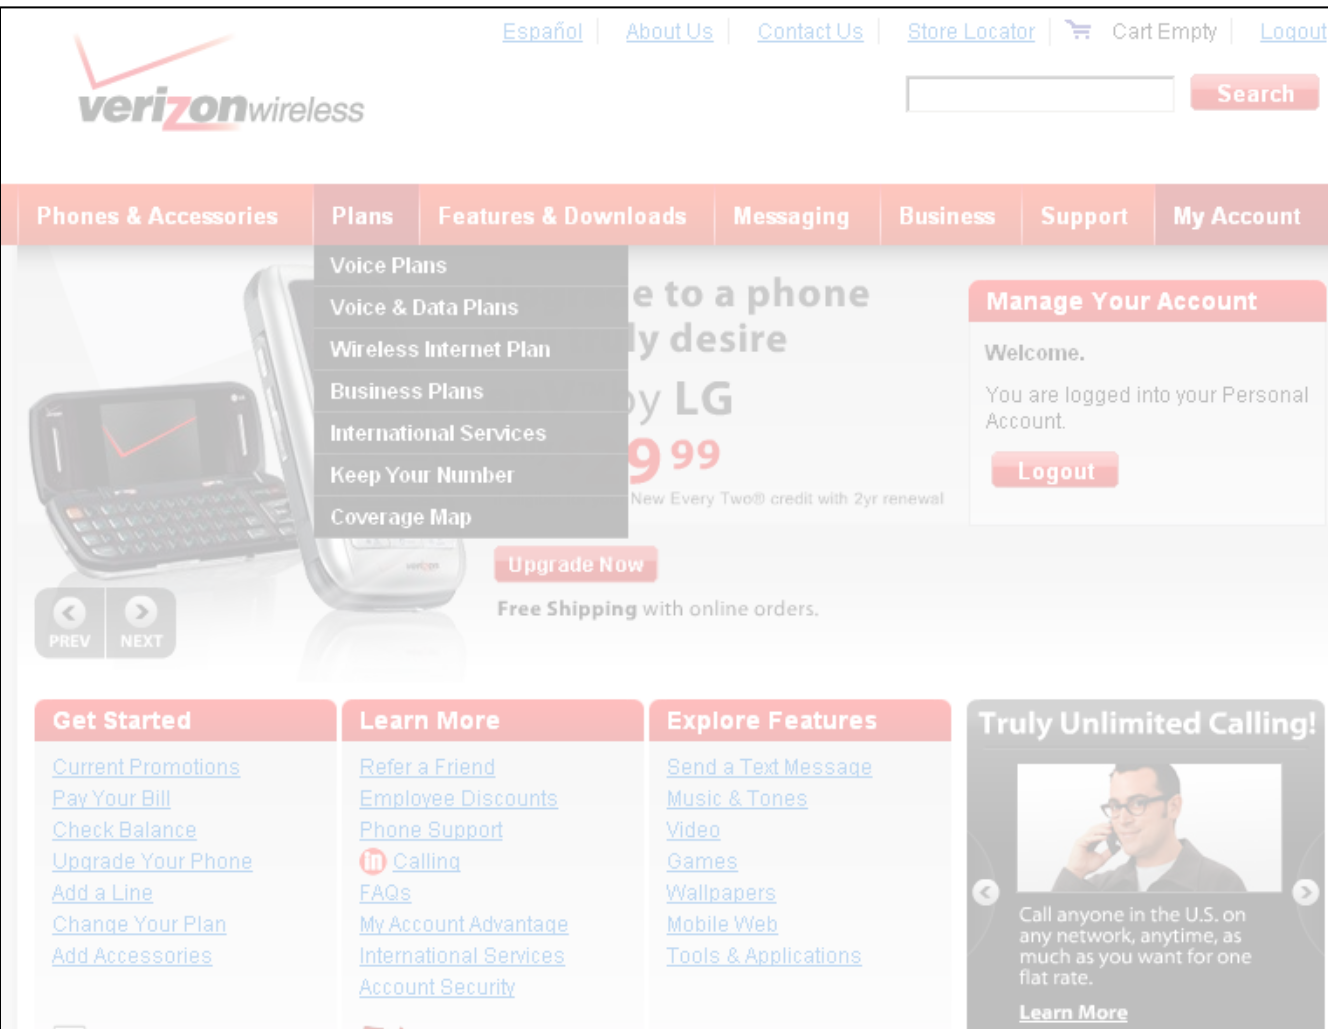 Español
About Us
Contact Us
Store Locator
Cart Empty
Logout
verizonwireless
Search
Phones & Accessories
Plans
Features & Downloads
Messaging
Business
Support
My Account
Voice Plans
Voice & Data Plans
Wireless Internet Plan
Business Plans
International Services
Keep Your Number
Coverage Map
e to a phone
ly desire
by LG
9 99
New Every Two® credit with 2yr renewal
Upgrade Now
Free Shipping with online orders.
verizon
PREV
NEXT
Manage Your Account
Welcome.
You are logged into your Personal
Account.
Logout
Get Started
Current Promotions
Pay Your Bill
Check Balance
Upgrade Your Phone
Add a Line
Change Your Plan
Add Accessories
Learn More
Refer a Friend
Employee Discounts
Phone Support
in Calling
FAQs
My Account Advantage
International Services
Account Security
Explore Features
Send a Text Message
Music & Tones
Video
Games
Wallpapers
Mobile Web
Tools & Applications
Truly Unlimited Calling!
Call anyone in the U.S. on
any network, anytime, as
much as you want for one
flat rate.
Learn More